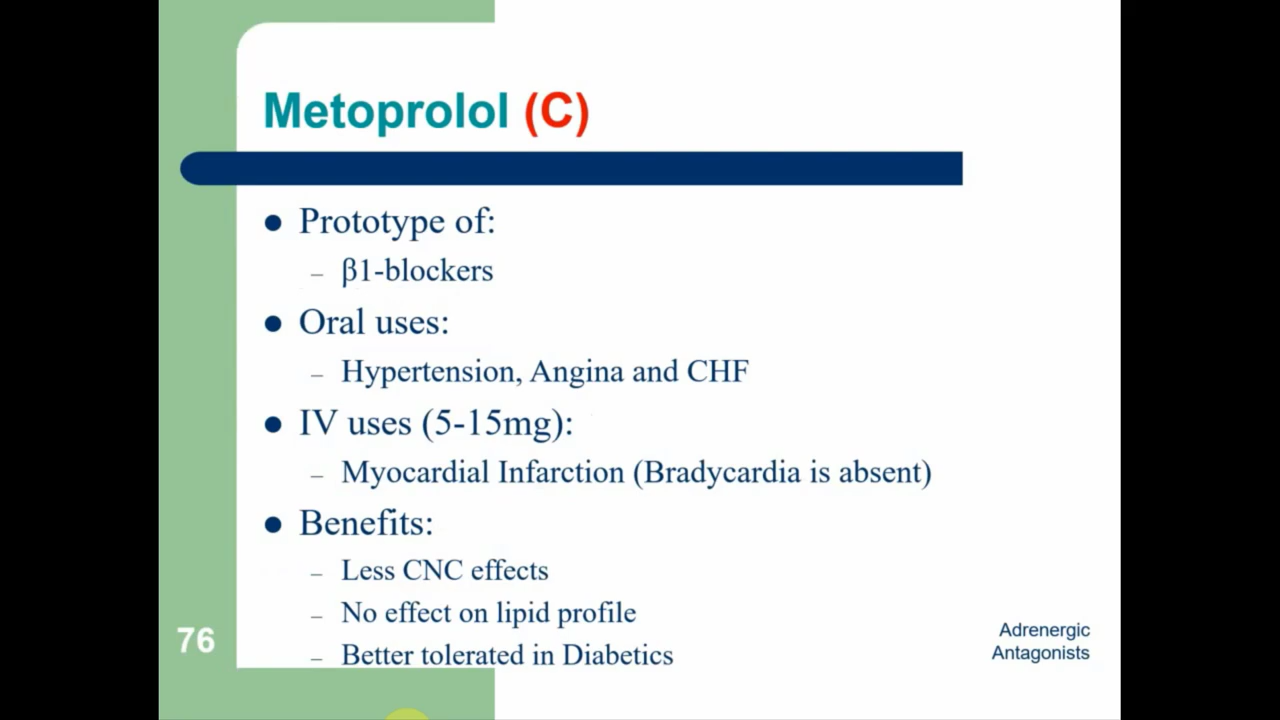 Metoprolol (C)
● Prototype of:
– β1-blockers
● Oral uses:
– Hypertension, Angina and CHF
● IV uses (5-15mg):
– Myocardial Infarction (Bradycardia is absent)
● Benefits:
– Less CNC effects
– No effect on lipid profile
– Better tolerated in Diabetics
76
Adrenergic
Antagonists